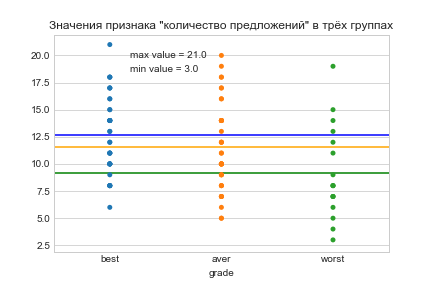 Значения признака "количество предложений" в трёх группах
max value = 21.0
min value = 3.0
20.0
17.5
15.0
12.5
10.0
7.5
5.0
2.5
best aver worst
grade